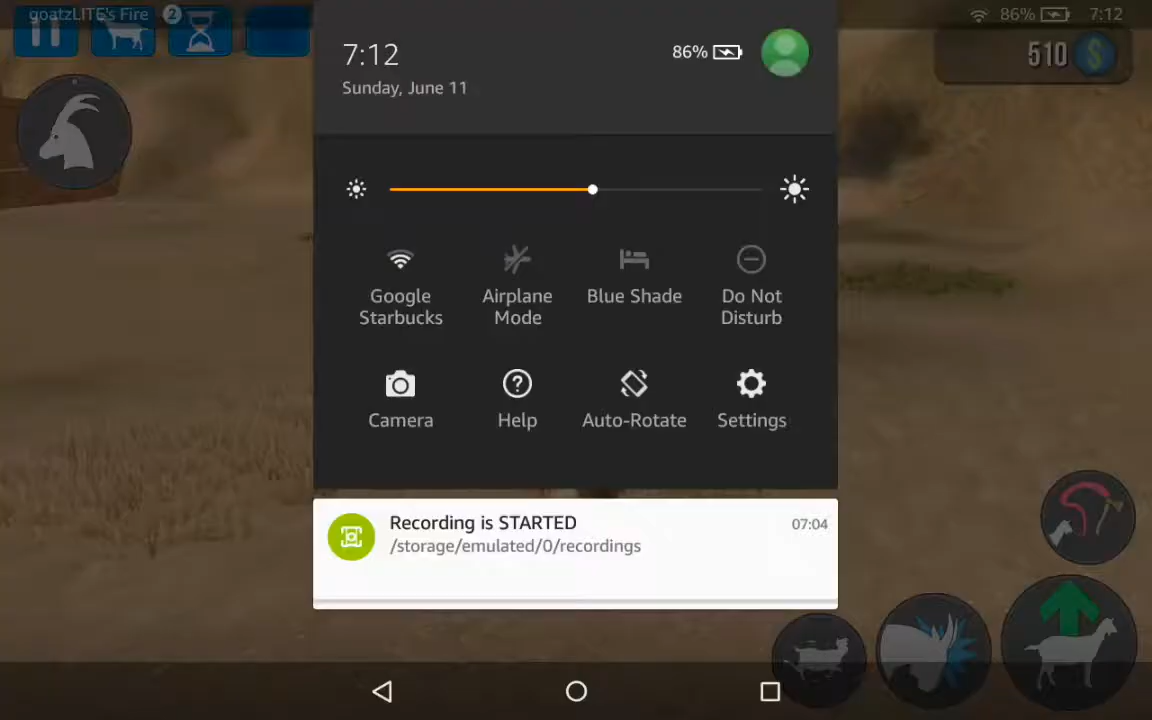 goatzLITE's Fire 2
86% 7:12
510
7:12
86%
Sunday, June 11
Google Starbucks
Airplane Mode
Blue Shade
Do Not Disturb
Camera
Help
Auto-Rotate
Settings
Recording is STARTED
07:04
/storage/emulated/0/recordings